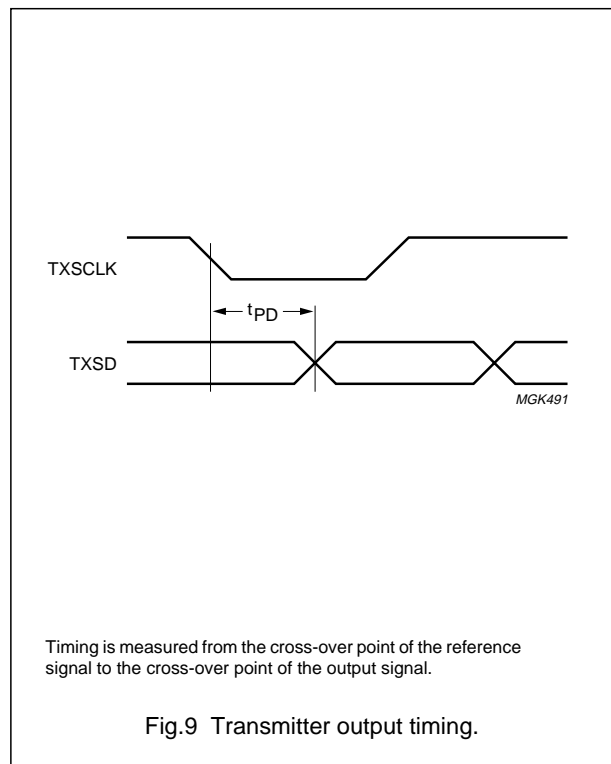 TXSCLK
tPD
TXSD
MGK491
Timing is measured from the cross-over point of the reference
signal to the cross-over point of the output signal.
Fig.9 Transmitter output timing.